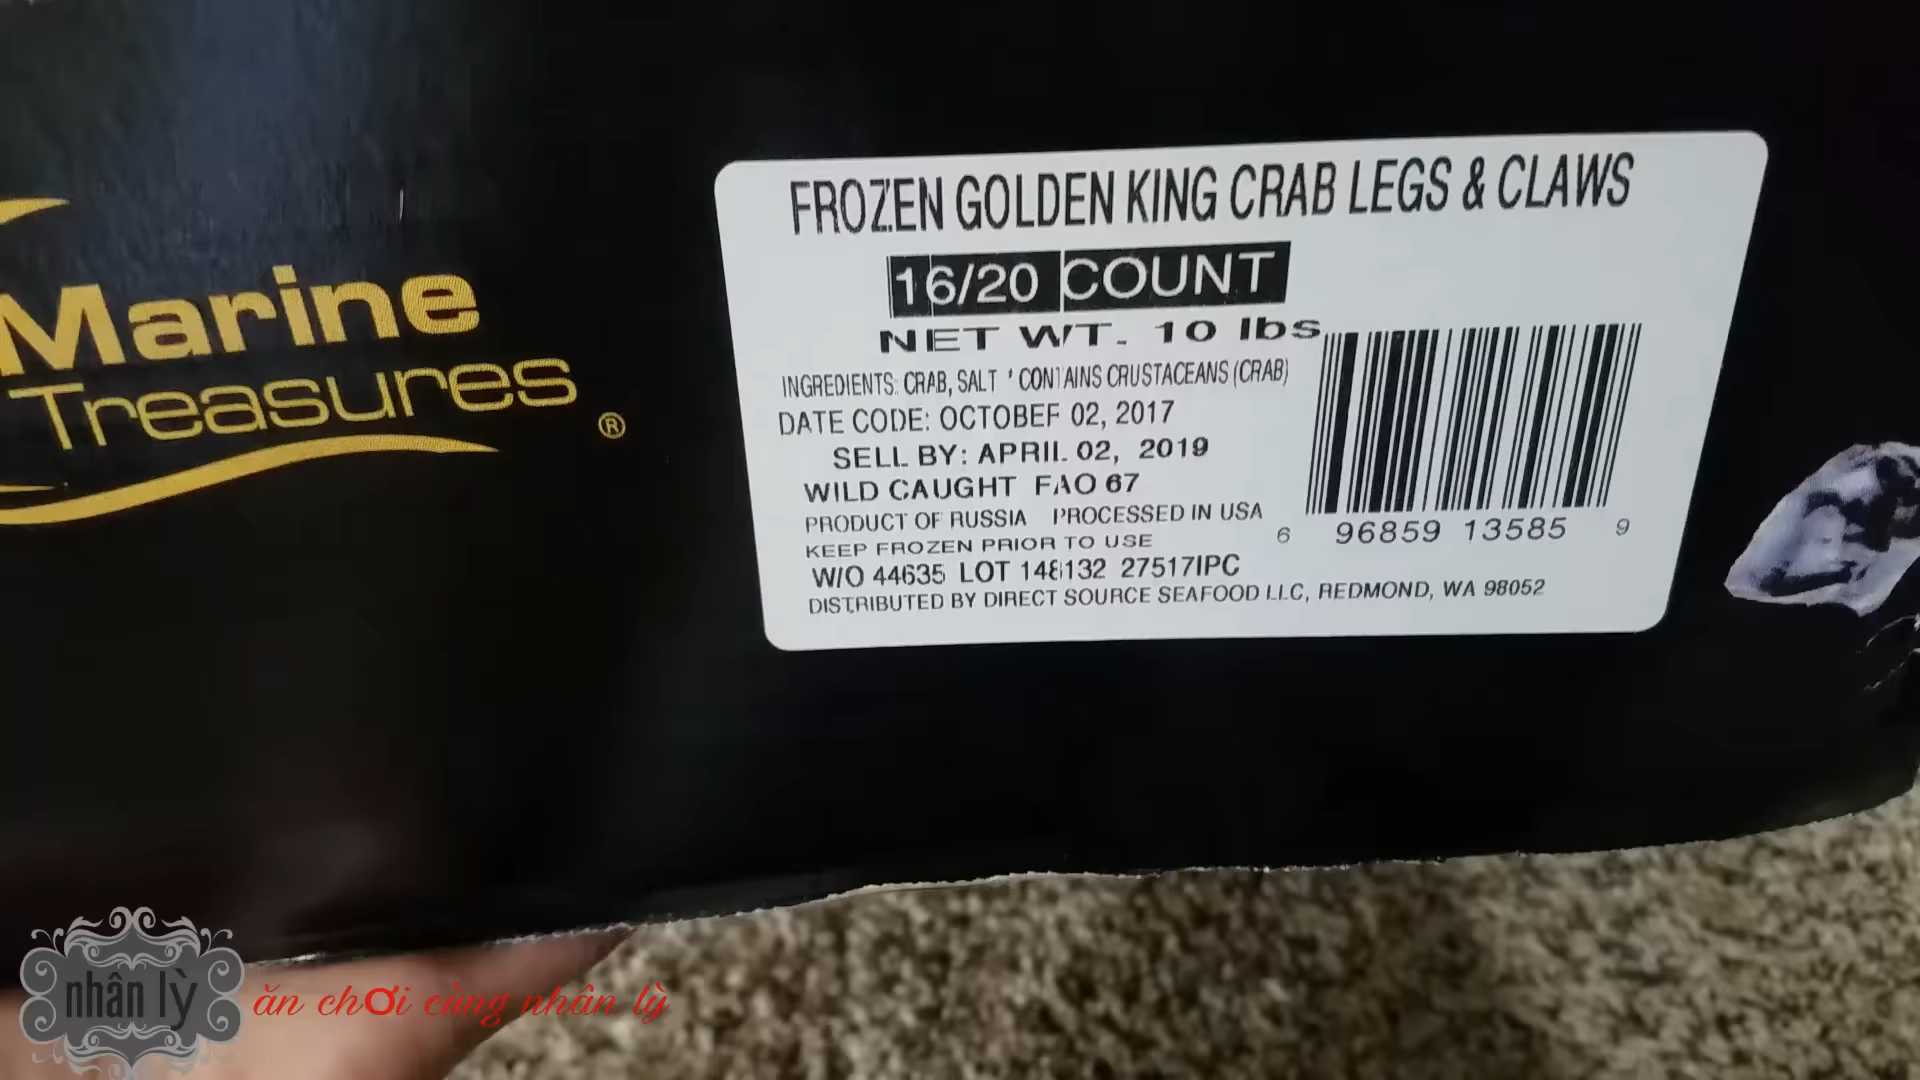 Marine
Treasures
®
FROZEN GOLDEN KING CRAB LEGS & CLAWS
16/20 COUNT
NET WT. 10 lbs
INGREDIENTS: CRAB, SALT * CONTAINS CRUSTACEANS (CRAB)
DATE CODE: OCTOBER 02, 2017
SELL BY: APRIL 02, 2019
WILD CAUGHT FAO 67
PRODUCT OF RUSSIA PROCESSED IN USA
KEEP FROZEN PRIOR TO USE
W/O 44635 LOT 148132 27517IPC
DISTRIBUTED BY DIRECT SOURCE SEAFOOD LLC, REDMOND, WA 98052
6 96859 13585 9
nhân lỳ
ăn chơi cùng nhân lỳ